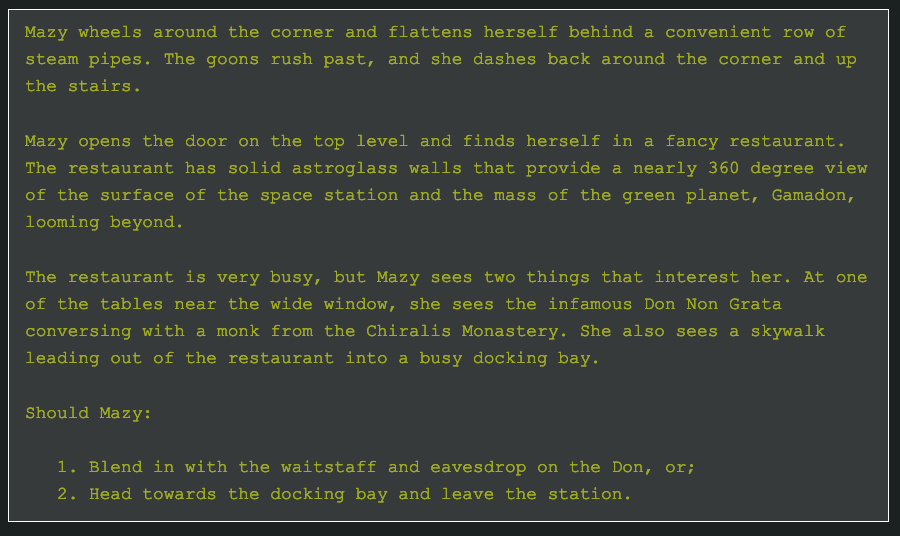 Mazy wheels around the corner and flattens herself behind a convenient row of
steam pipes. The goons rush past, and she dashes back around the corner and up
the stairs.
Mazy opens the door on the top level and finds herself in a fancy restaurant.
The restaurant has solid astroglass walls that provide a nearly 360 degree view
of the surface of the space station and the mass of the green planet, Gamadon,
looming beyond.
The restaurant is very busy, but Mazy sees two things that interest her. At one
of the tables near the wide window, she sees the infamous Don Non Grata
conversing with a monk from the Chiralis Monastery. She also sees a skywalk
leading out of the restaurant into a busy docking bay.
Should Mazy:
1. Blend in with the waitstaff and eavesdrop on the Don, or;
2. Head towards the docking bay and leave the station.